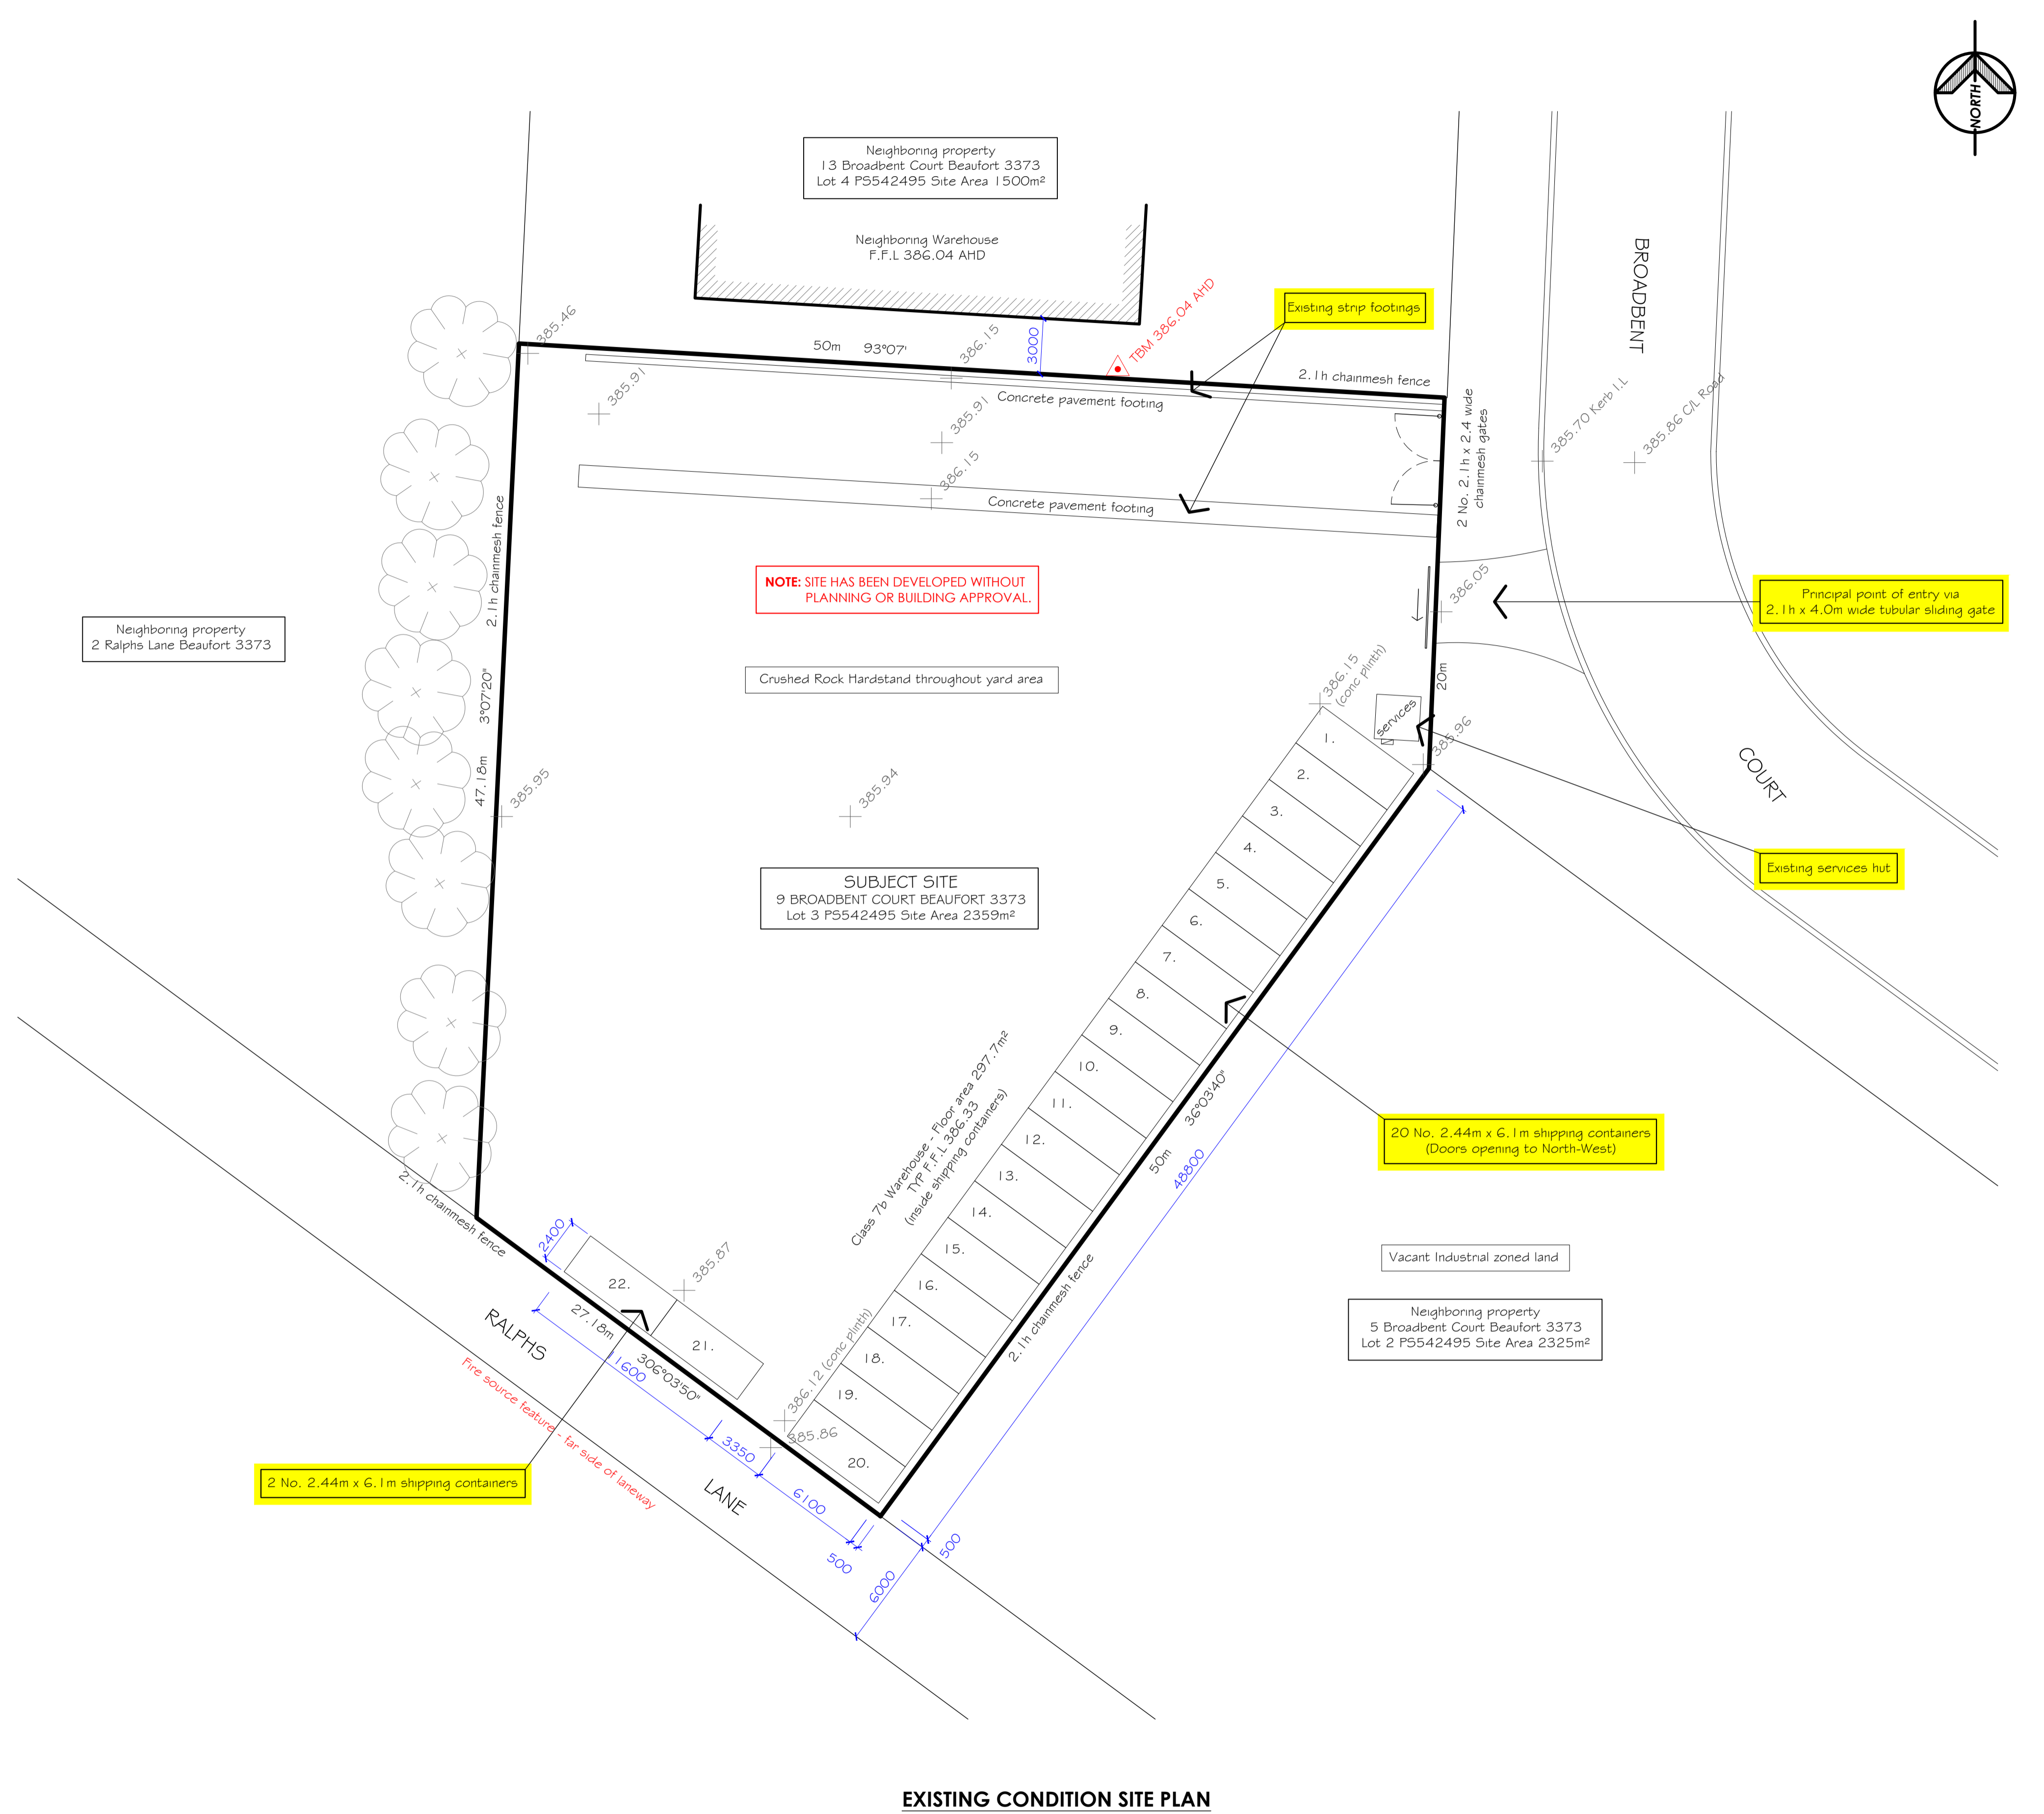 NORTH
Neighboring property
13 Broadbent Court Beaufort 3373
Lot 4 PS542495 Site Area 1500m²
Neighboring Warehouse
F.F.L 386.04 AHD
BROADBENT
Existing strip footings
TBM 386.04 AHD
385.46
386.15
3000
50m 93°07'
2.1h chainmesh fence
385.91
Concrete pavement footing
385.91
386.15
Concrete pavement footing
2 No. 2.1h x 2.4 wide
chainmesh gates
385.70 Kerb I.L
385.86 C/L Road
2.1h chainmesh fence
NOTE: SITE HAS BEEN DEVELOPED WITHOUT
PLANNING OR BUILDING APPROVAL.
386.05
Principal point of entry via
2.1h x 4.0m wide tubular sliding gate
Neighboring property
2 Ralphs Lane Beaufort 3373
Crushed Rock Hardstand throughout yard area
386.15
(conc plinth)
20m
services
385.96
3°07'20"
47.18m
385.95
385.94
COURT
SUBJECT SITE
9 BROADBENT COURT BEAUFORT 3373
Lot 3 PS542495 Site Area 2359m²
Existing services hut
1.
2.
3.
4.
5.
6.
7.
8.
9.
10.
11.
12.
13.
14.
15.
16.
17.
18.
19.
20.
Class 7b Warehouse - Floor area 297.7m²
TYP F.F.L 386.33
(inside shipping containers)
36°03'40"
50m
48800
2.1h chainmesh fence
20 No. 2.44m x 6.1m shipping containers
(Doors opening to North-West)
Vacant Industrial zoned land
Neighboring property
5 Broadbent Court Beaufort 3373
Lot 2 PS542495 Site Area 2325m²
2.1h chainmesh fence
2400
22.
21.
385.87
27.18m
306°03'50"
11600
3350
6100
500
500
6000
386.12 (conc plinth)
385.86
RALPHS
LANE
Fire source feature - far side of laneway
2 No. 2.44m x 6.1m shipping containers
EXISTING CONDITION SITE PLAN